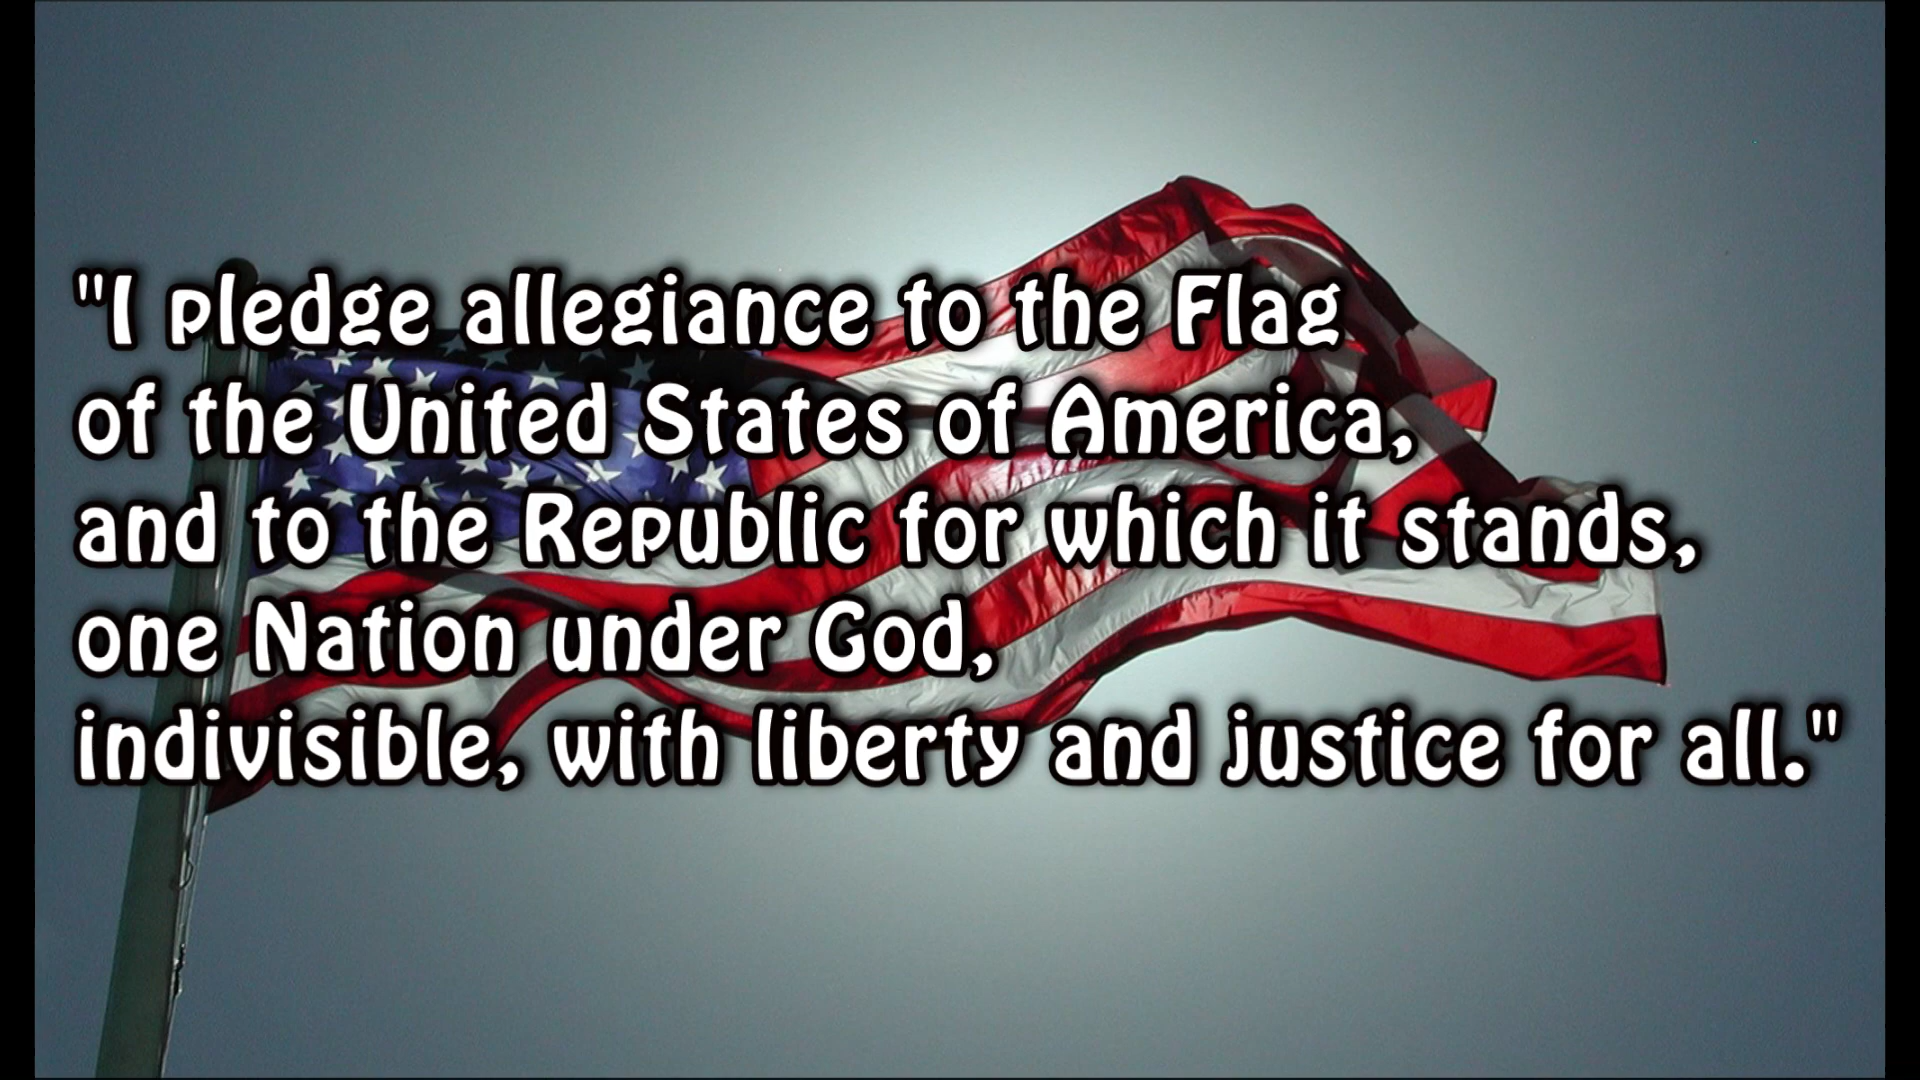 "I pledge allegiance to the Flag
of the United States of America,
and to the Republic for which it stands,
one Nation under God,
indivisible, with liberty and justice for all."